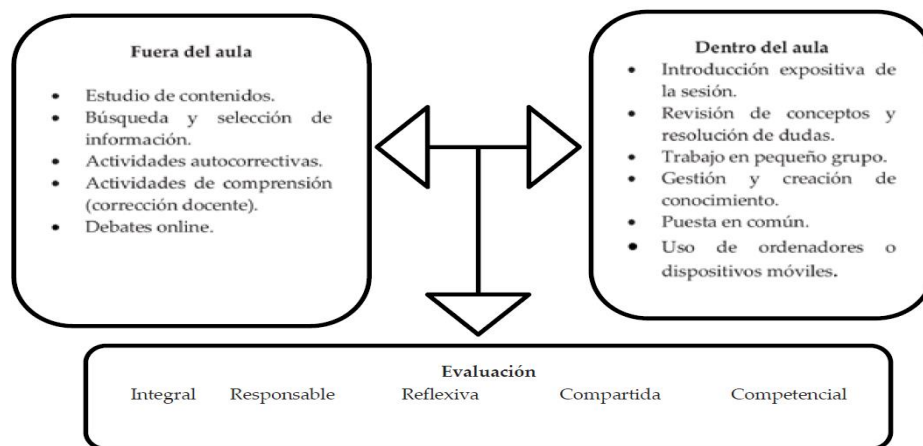 Fuera del aula
• Estudio de contenidos.
• Búsqueda y selección de
información.
• Actividades autocorrectivas.
• Actividades de comprensión
(corrección docente).
• Debates online.
Dentro del aula
• Introducción expositiva de
la sesión.
• Revisión de conceptos y
resolución de dudas.
• Trabajo en pequeño grupo.
• Gestión y creación de
conocimiento.
• Puesta en común.
• Uso de ordenadores o
dispositivos móviles.
Evaluación
Integral Responsable Reflexiva Compartida Competencial